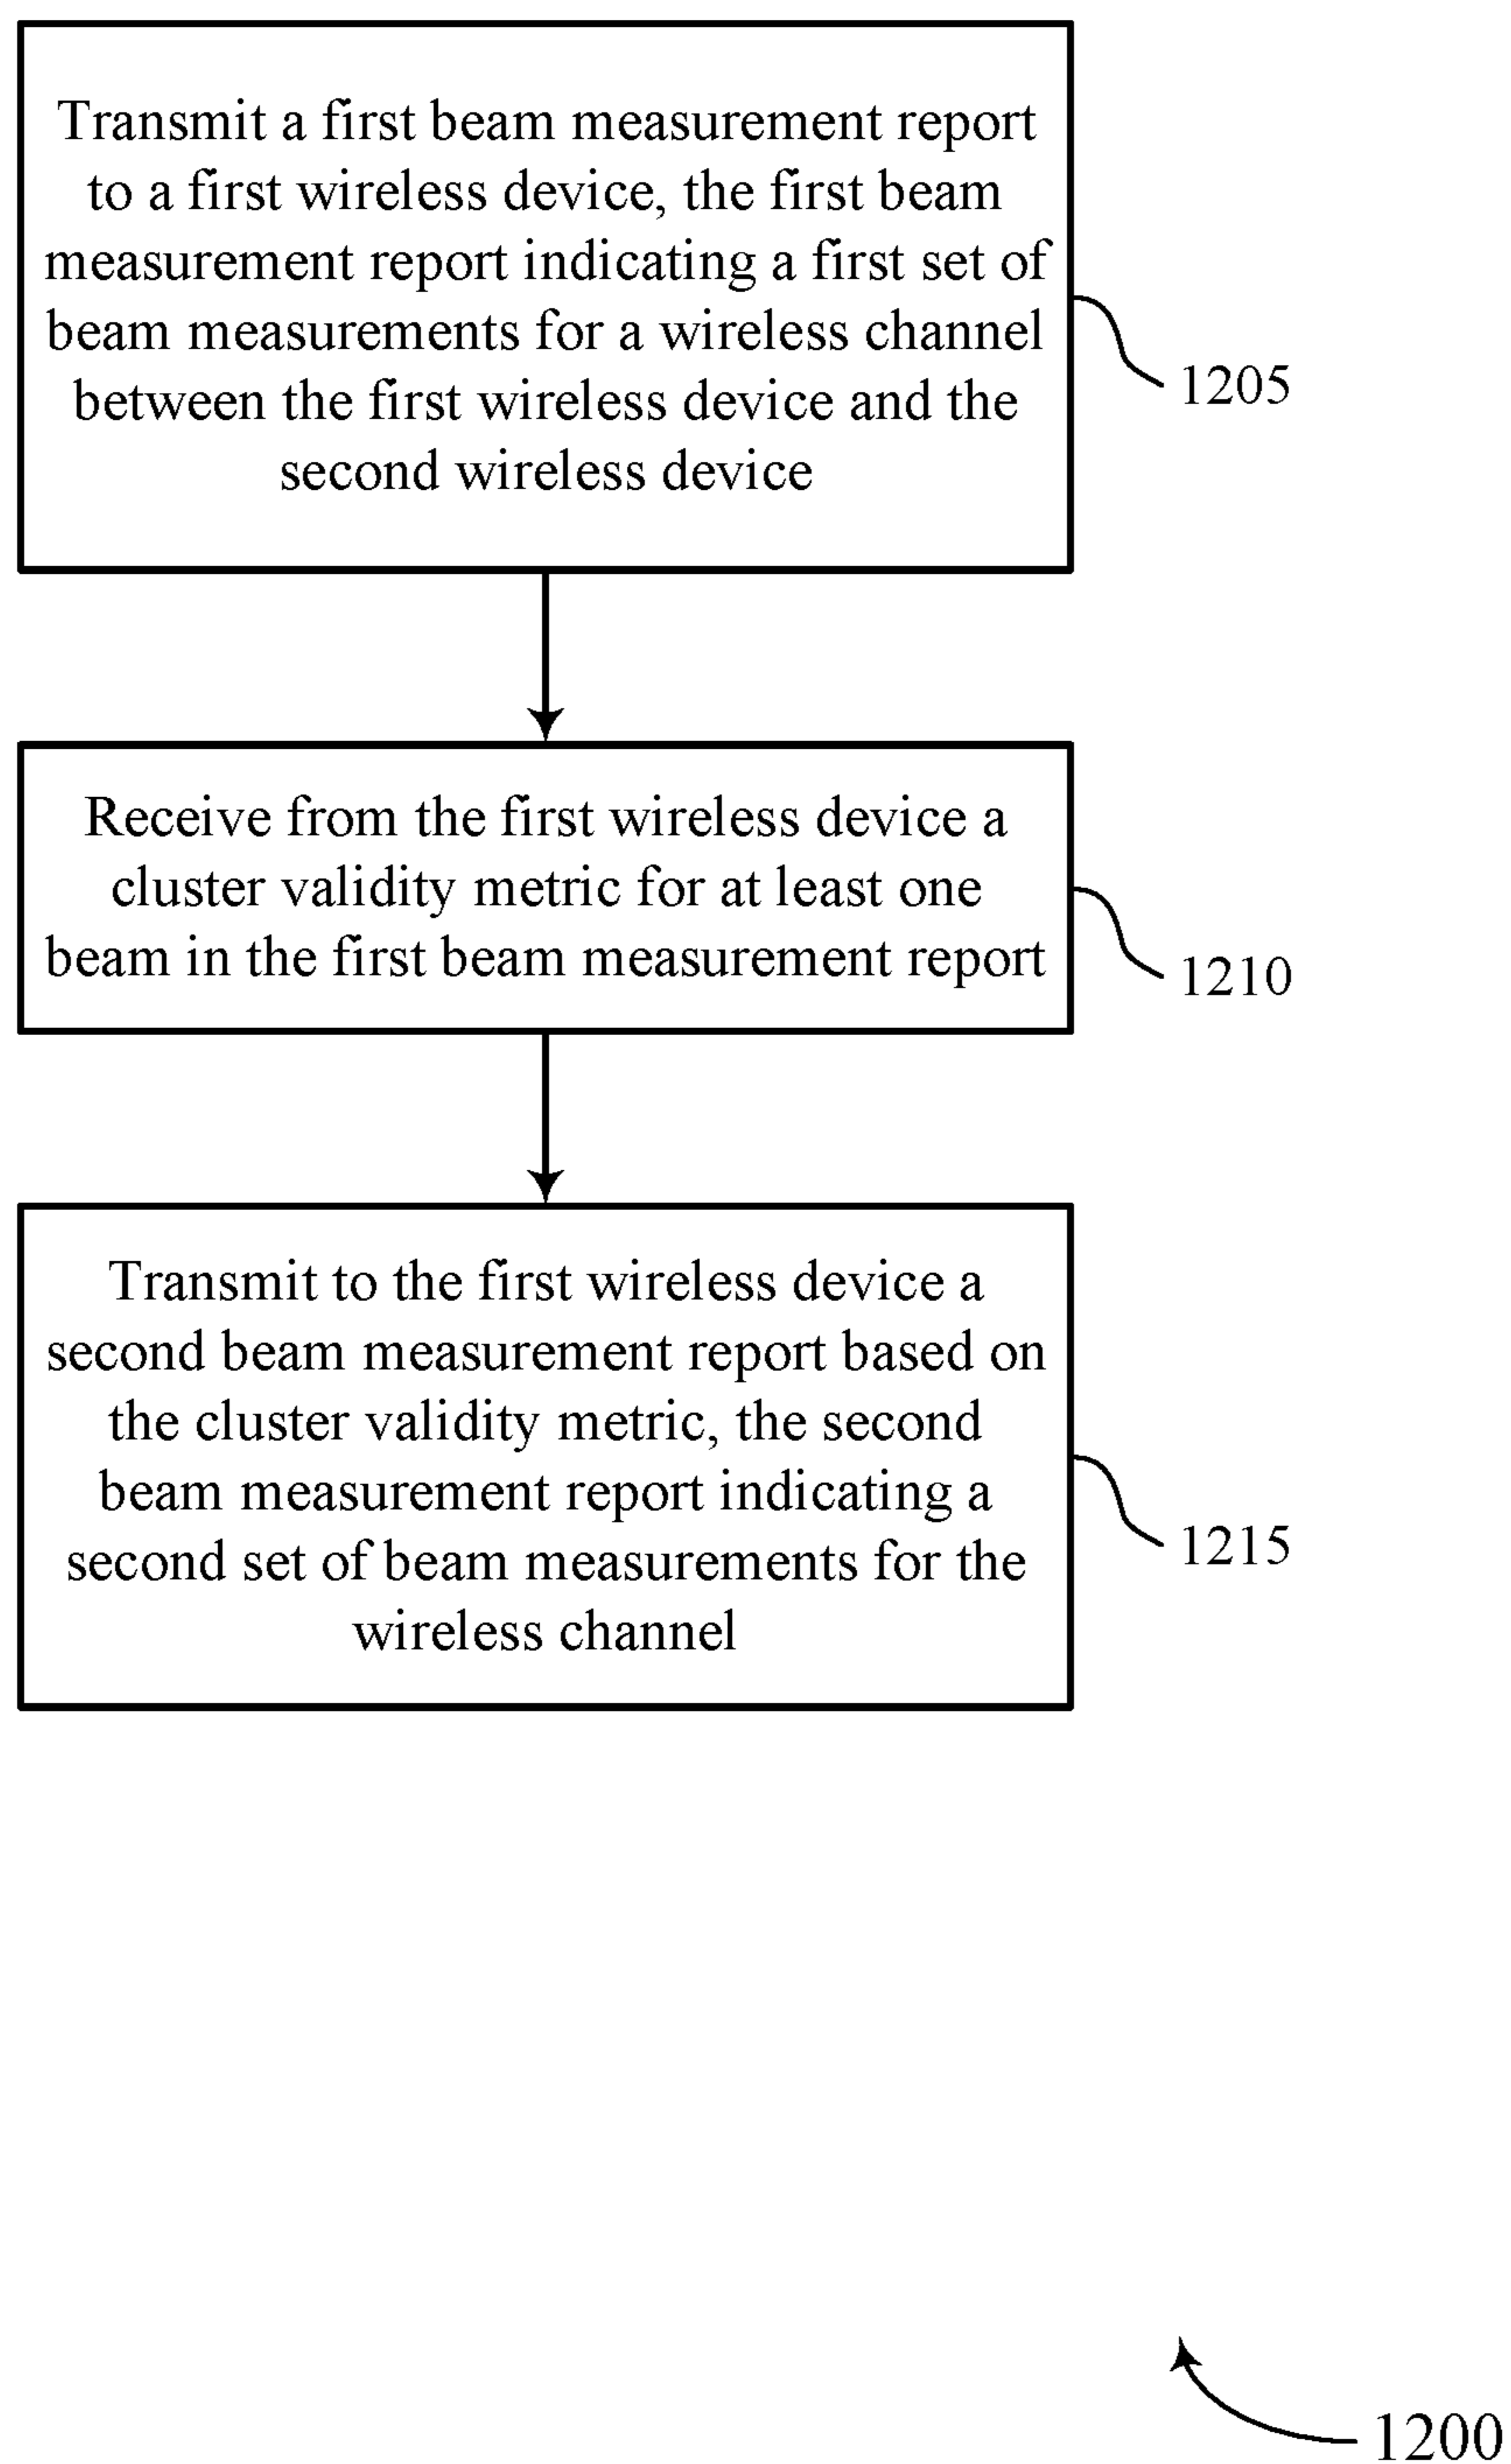 Transmit a first beam measurement report
to a first wireless device, the first beam
measurement report indicating a first set of
beam measurements for a wireless channel
between the first wireless device and the
second wireless device
1205
Receive from the first wireless device a
cluster validity metric for at least one
beam in the first beam measurement report
1210
Transmit to the first wireless device a
second beam measurement report based on
the cluster validity metric, the second
beam measurement report indicating a
second set of beam measurements for the
wireless channel
1215
1200